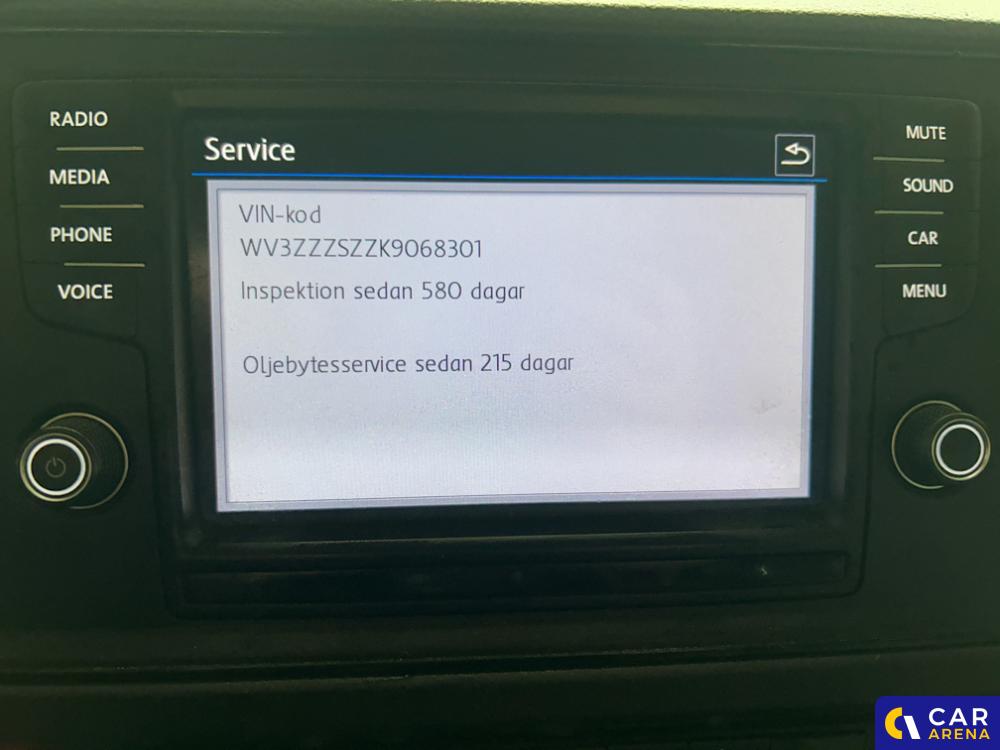 RADIO
MEDIA
PHONE
VOICE
Service
VIN-kod
WV3ZZZSZZK9068301
Inspektion sedan 580 dagar
Oljebytesservice sedan 215 dagar
MUTE
SOUND
CAR
MENU
CAR
ARENA